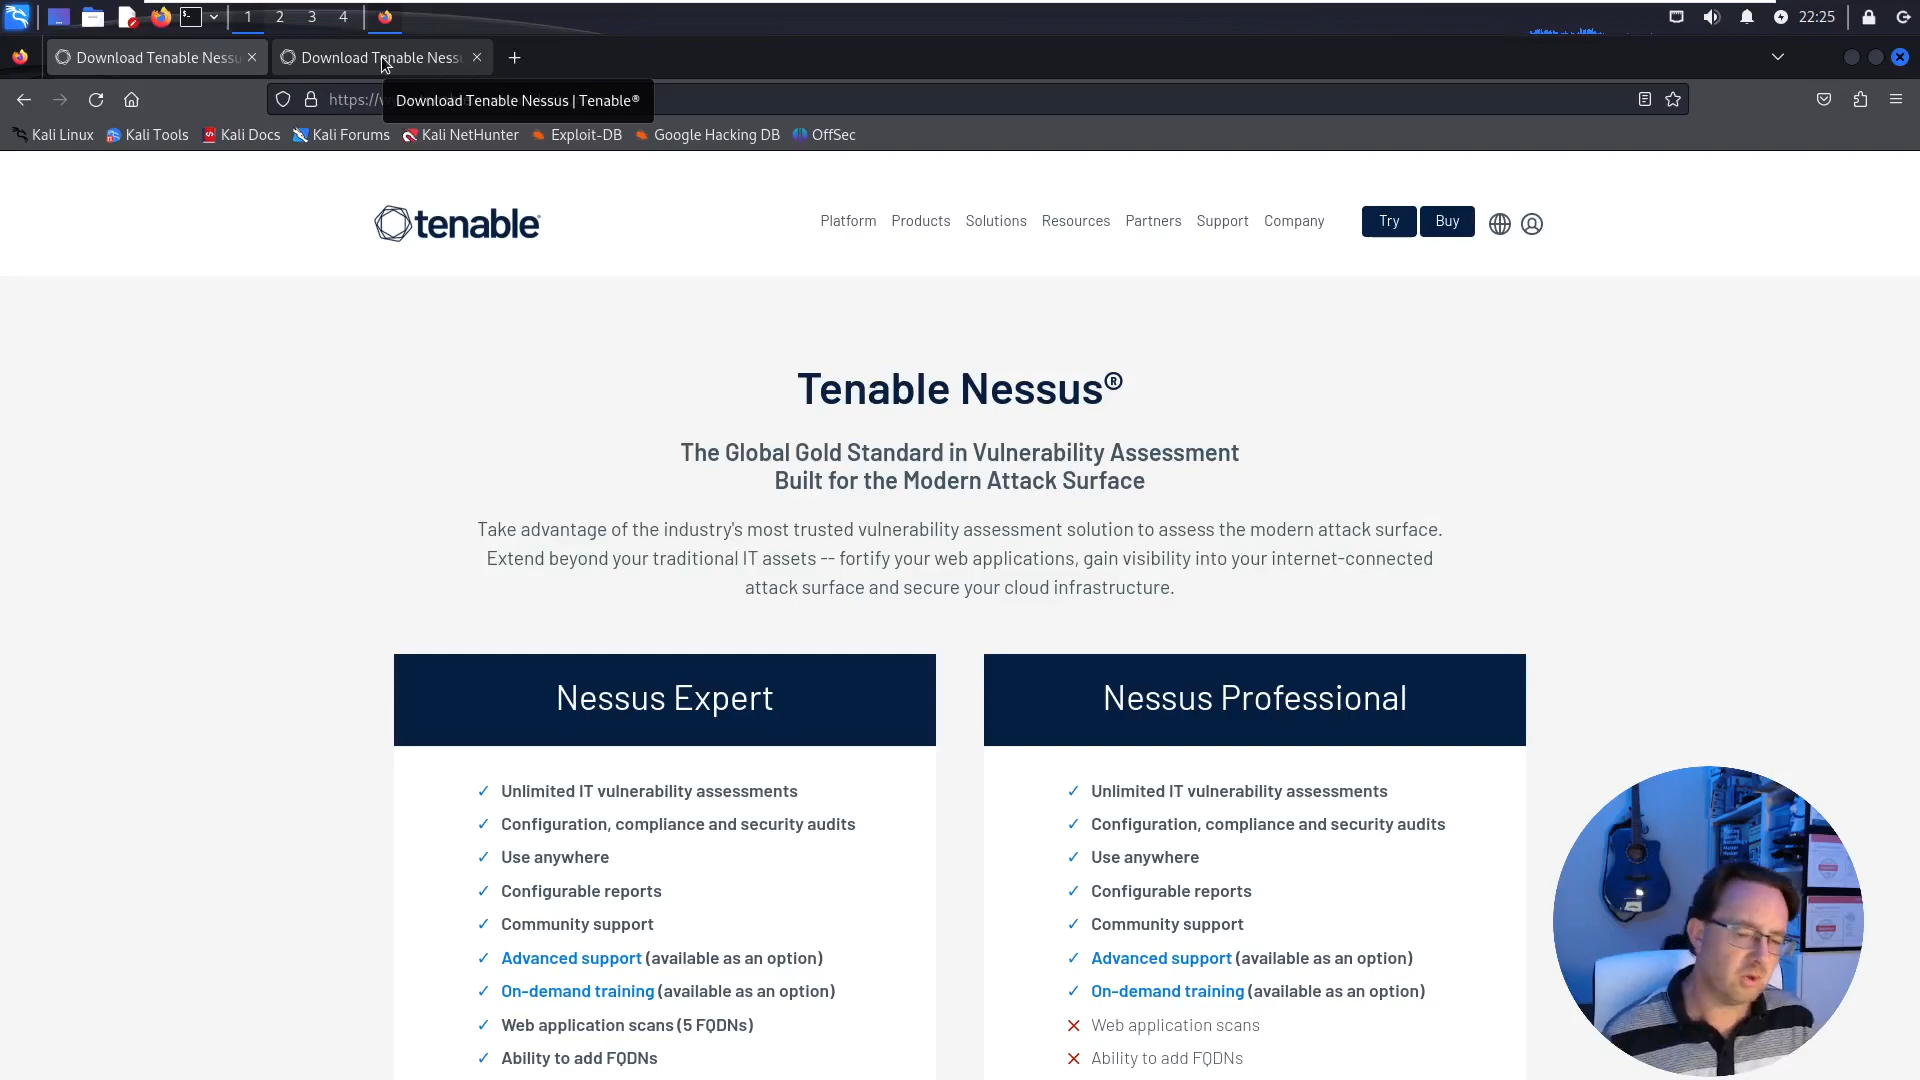 1 2 3 4
22:25
Download Tenable Nessu
Download Tenable Ness
https://w
Download Tenable Nessus | Tenable®
Kali Linux Kali Tools Kali Docs Kali Forums Kali NetHunter Exploit-DB Google Hacking DB OffSec
tenable
Platform Products Solutions Resources Partners Support Company Try Buy
Tenable Nessus®
The Global Gold Standard in Vulnerability Assessment
Built for the Modern Attack Surface
Take advantage of the industry's most trusted vulnerability assessment solution to assess the modern attack surface.
Extend beyond your traditional IT assets -- fortify your web applications, gain visibility into your internet-connected
attack surface and secure your cloud infrastructure.
Nessus Expert
✓ Unlimited IT vulnerability assessments
✓ Configuration, compliance and security audits
✓ Use anywhere
✓ Configurable reports
✓ Community support
✓ Advanced support (available as an option)
✓ On-demand training (available as an option)
✓ Web application scans (5 FQDNs)
✓ Ability to add FQDNs
Nessus Professional
✓ Unlimited IT vulnerability assessments
✓ Configuration, compliance and security audits
✓ Use anywhere
✓ Configurable reports
✓ Community support
✓ Advanced support (available as an option)
✓ On-demand training (available as an option)
✕ Web application scans
✕ Ability to add FQDNs